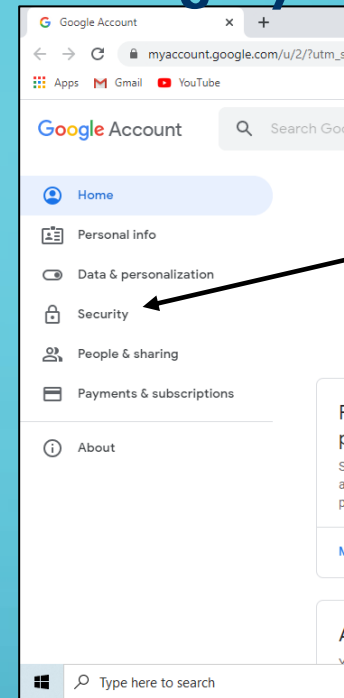 Google Account
myaccount.google.com/u/2/?utm_s
Apps Gmail YouTube
Google Account
Search Goo
Home
Personal info
Data & personalization
Security
People & sharing
Payments & subscriptions
About
Type here to search